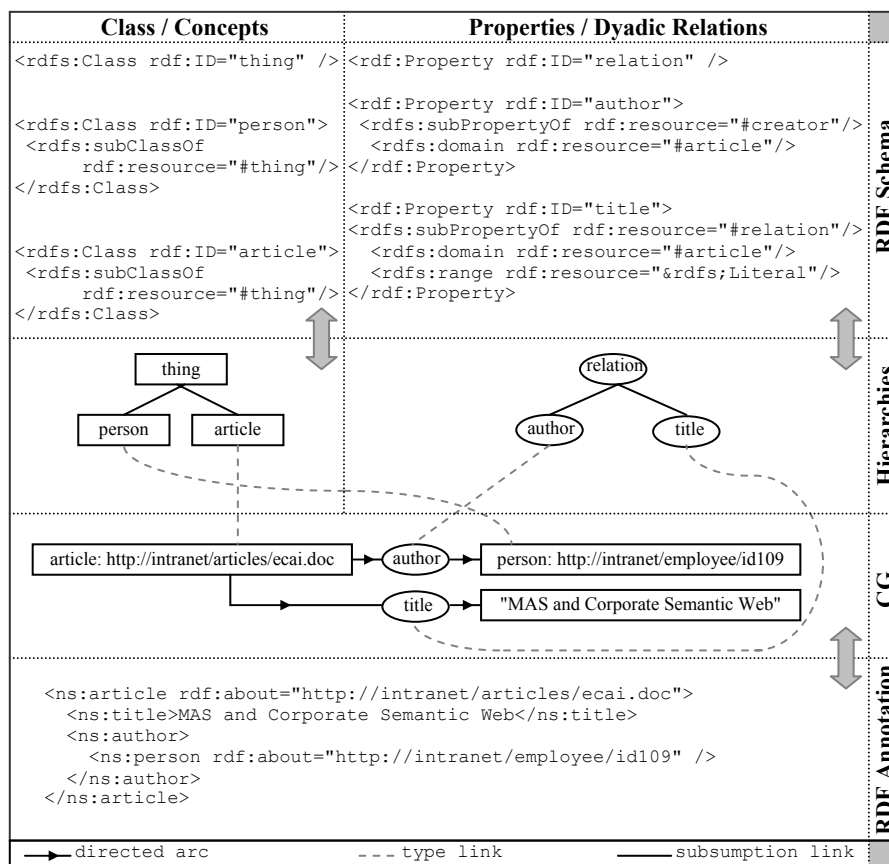 Class / Concepts
Properties / Dyadic Relations
<rdfs:Class rdf:ID="thing" />
<rdfs:Class rdf:ID="person">
<rdfs:subClassOf
rdf:resource="#thing"/>
</rdfs:Class>
<rdfs:Class rdf:ID="article">
<rdfs:subClassOf
rdf:resource="#thing"/>
</rdfs:Class>
<rdf:Property rdf:ID="relation" />
<rdf:Property rdf:ID="author">
<rdfs:subPropertyOf rdf:resource="#creator"/>
<rdfs:domain rdf:resource="#article"/>
</rdf:Property>
<rdf:Property rdf:ID="title">
<rdfs:subPropertyOf rdf:resource="#relation"/>
<rdfs:domain rdf:resource="#article"/>
<rdfs:range rdf:resource="&rdfs;Literal"/>
</rdf:Property>
RDF Schema
thing
person
article
relation
author
title
Hierarchies
article: http://intranet/articles/ecai.doc
author
person: http://intranet/employee/id109
title
"MAS and Corporate Semantic Web"
CG
<ns:article rdf:about="http://intranet/articles/ecai.doc">
<ns:title>MAS and Corporate Semantic Web</ns:title>
<ns:author>
<ns:person rdf:about="http://intranet/employee/id109" />
</ns:author>
</ns:article>
RDF Annotation
directed arc
type link
subsumption link